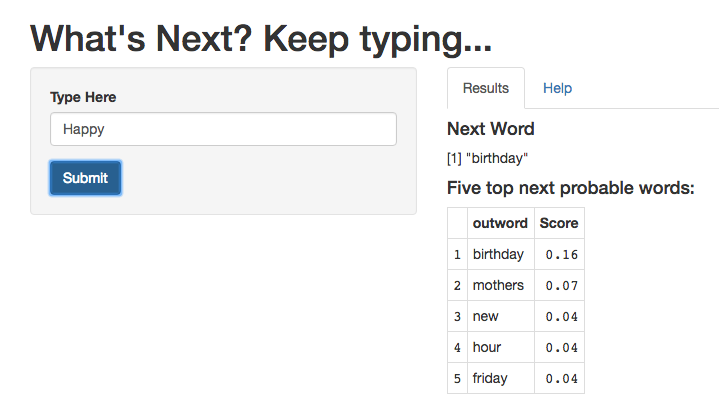 What's Next? Keep typing...
Type Here
Happy
Submit
Results Help
Next Word
[1] "birthday"
Five top next probable words:
outword Score
1 birthday 0.16
2 mothers 0.07
3 new 0.04
4 hour 0.04
5 friday 0.04